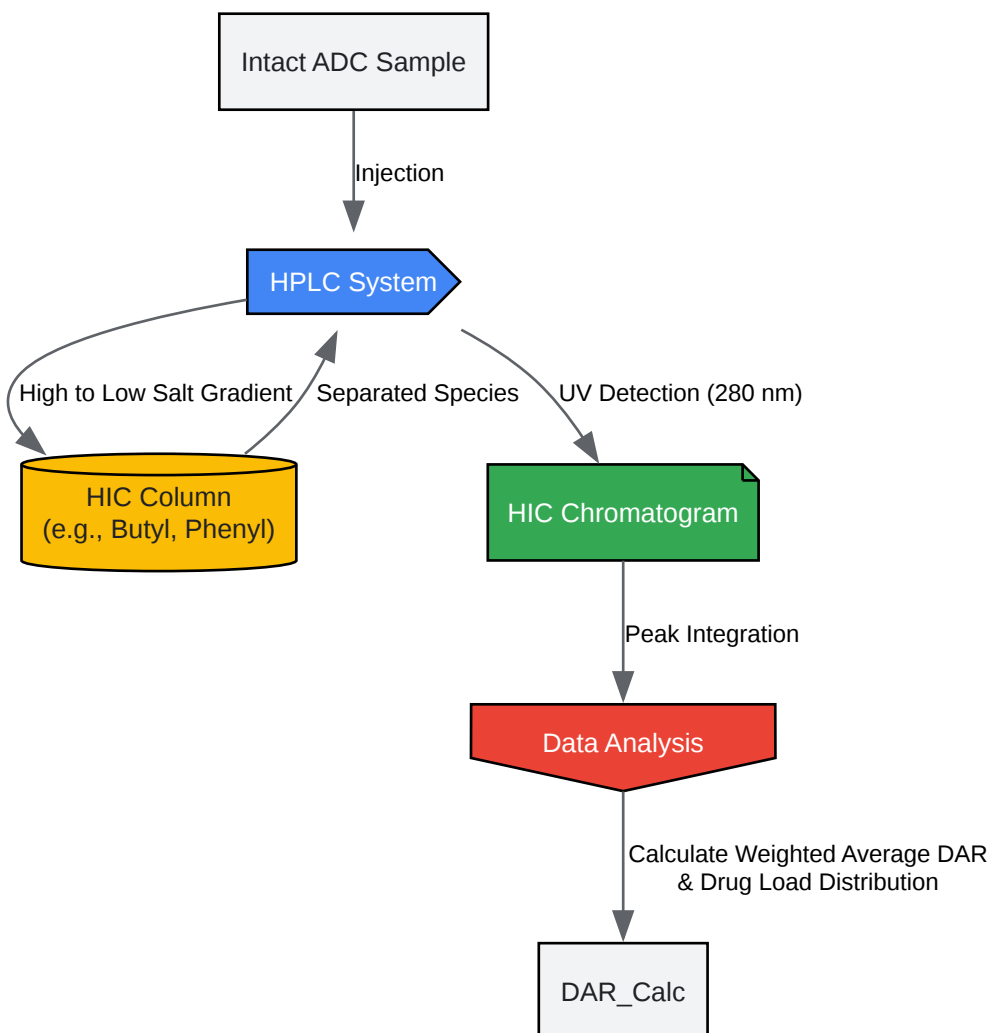 Intact ADC Sample
Injection
HPLC System
High to Low Salt Gradient
Separated Species
UV Detection (280 nm)
HIC Column
(e.g., Butyl, Phenyl)
HIC Chromatogram
Peak Integration
Data Analysis
Calculate Weighted Average DAR
& Drug Load Distribution
DAR_Calc